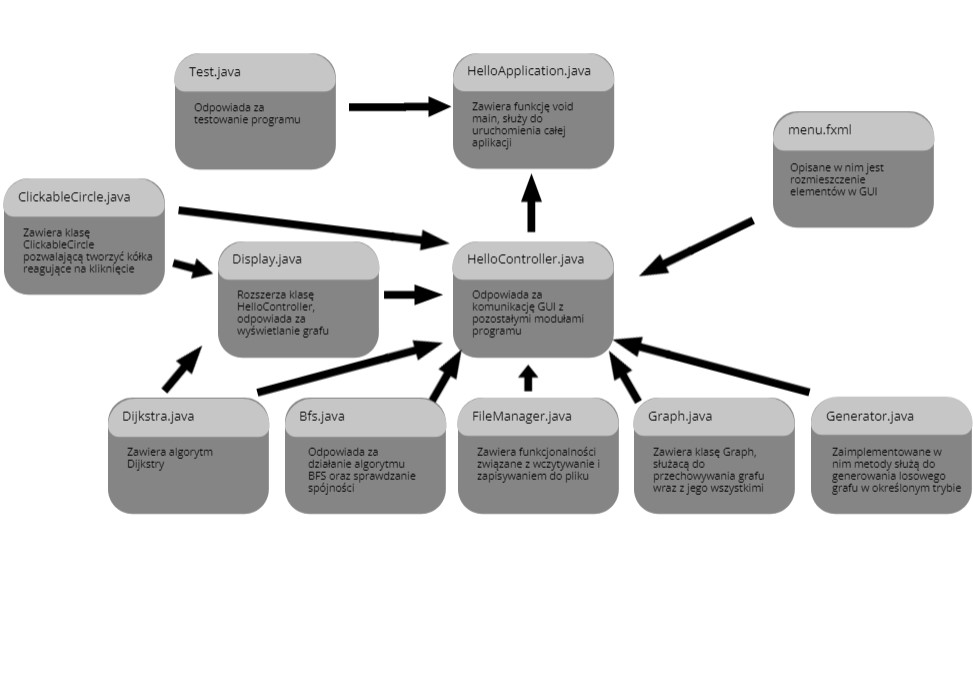 Test.java
Odpowiada za
testowanie programu
HelloApplication.java
Zawiera funkcję void
main, służy do
uruchomienia całej
aplikacji
menu.fxml
Opisane w nim jest
rozmieszczenie
elementów w GUI
ClickableCircle.java
Zawiera klasę
ClickableCircle
pozwalającą tworzyć kółka
reagujące na kliknięcie
Display.java
Rozszerza klasę
HelloController,
odpowiada za
wyświetlanie grafu
HelloController.java
Odpowiada za
komunikację GUI z
pozostałymi modułami
programu
Dijkstra.java
Zawiera algorytm
Dijkstry
Bfs.java
Odpowiada za
działanie algorytmu
BFS oraz sprawdzanie
spójności
FileManager.java
Zawiera funkcjonalności
związane z wczytywanie i
zapisywaniem do pliku
Graph.java
Zawiera klasę Graph,
służacą do
przechowywania grafu
wraz z jego wszystkimi
Generator.java
Zaimplementowane w
nim metody służą do
generowania losowego
grafu w określonym trybie